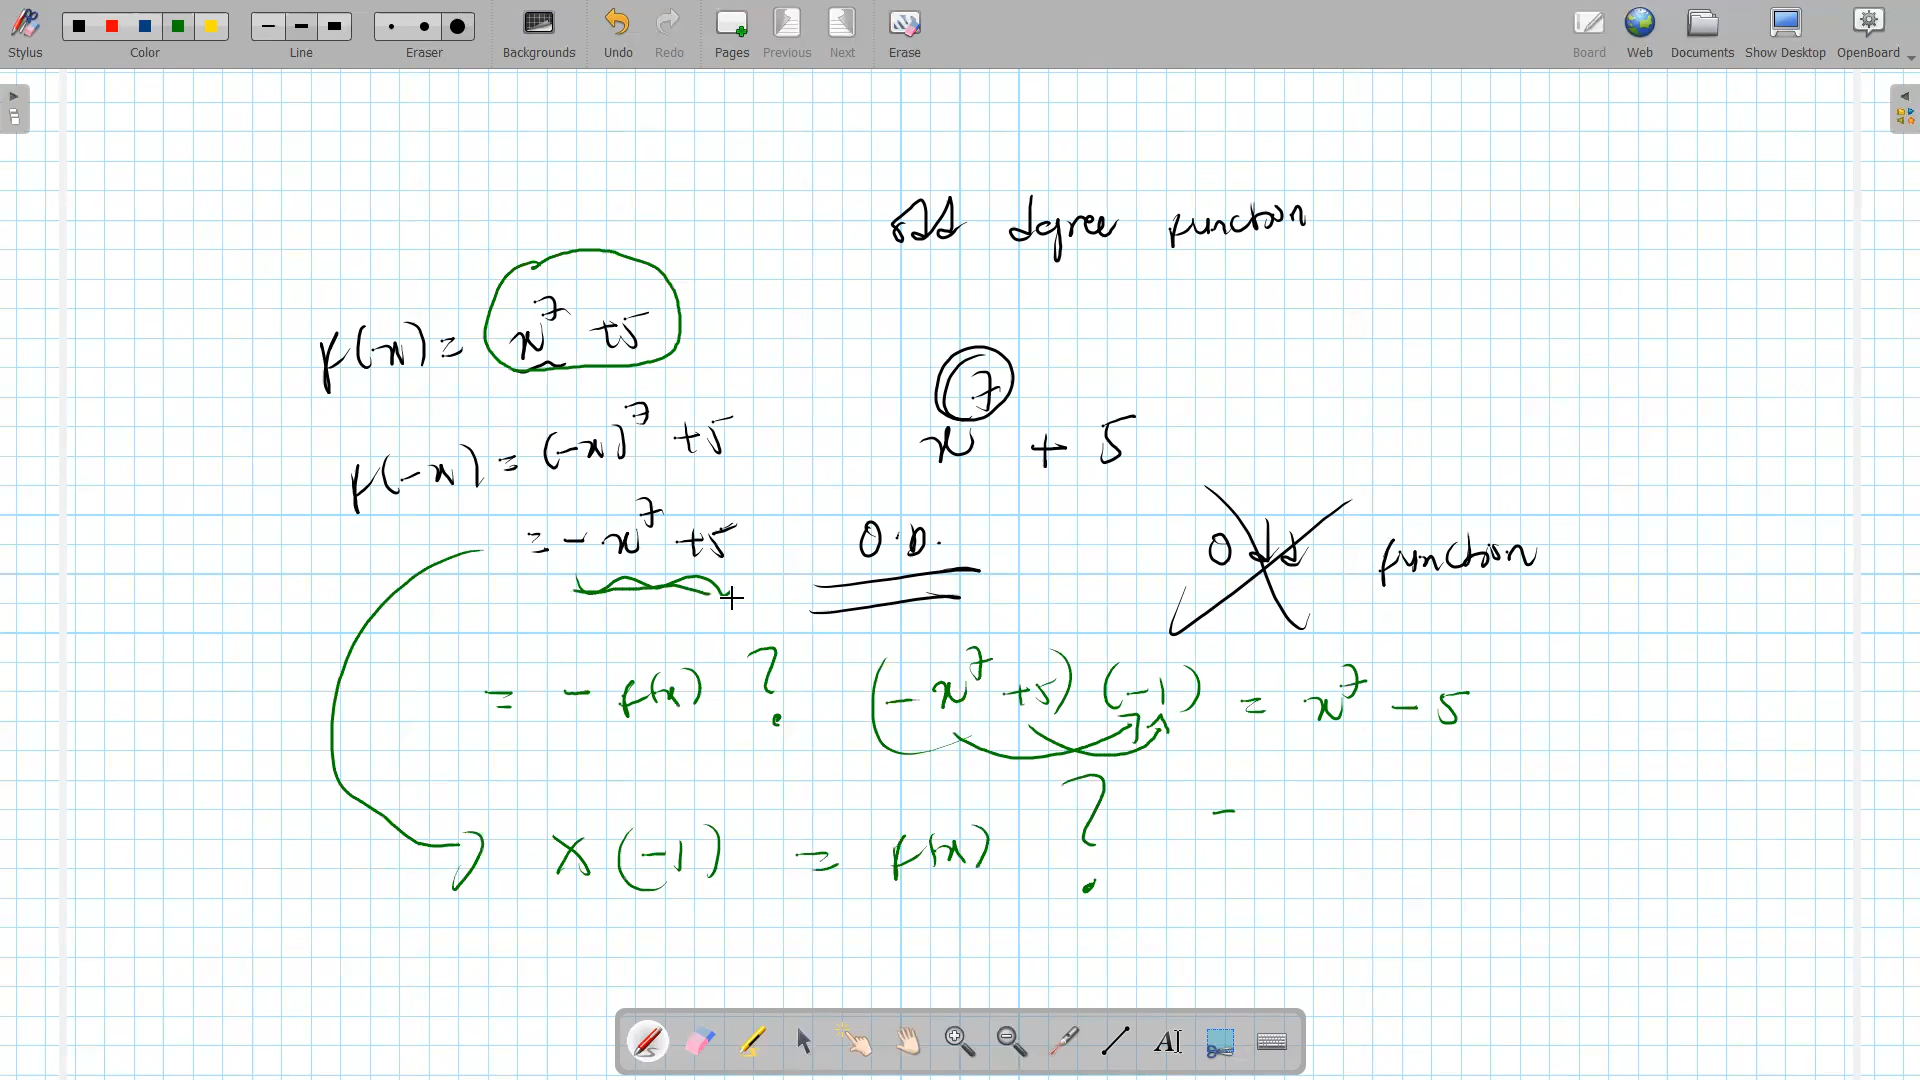 Stylus Color Line Eraser Backgrounds Undo Redo Pages Previous Next Erase Board Web Documents Show Desktop OpenBoard
odd degree function
f(x) = x^7 + 5
x^7 + 5
f(-x) = (-x)^7 + 5
= -x^7 + 5
O.D.
Odd function
= - f(x) ?
(-x^7 + 5) (-1) = x^7 - 5
x (-1) = f(x) ?
-